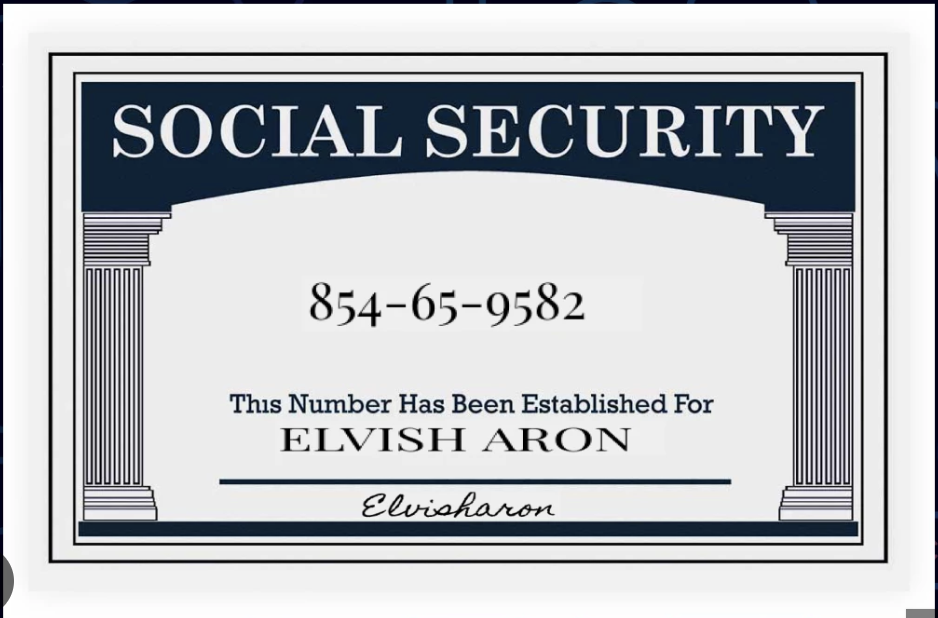 SOCIAL SECURITY
854-65-9582
This Number Has Been Established For
ELVISH ARON
Elvisharon